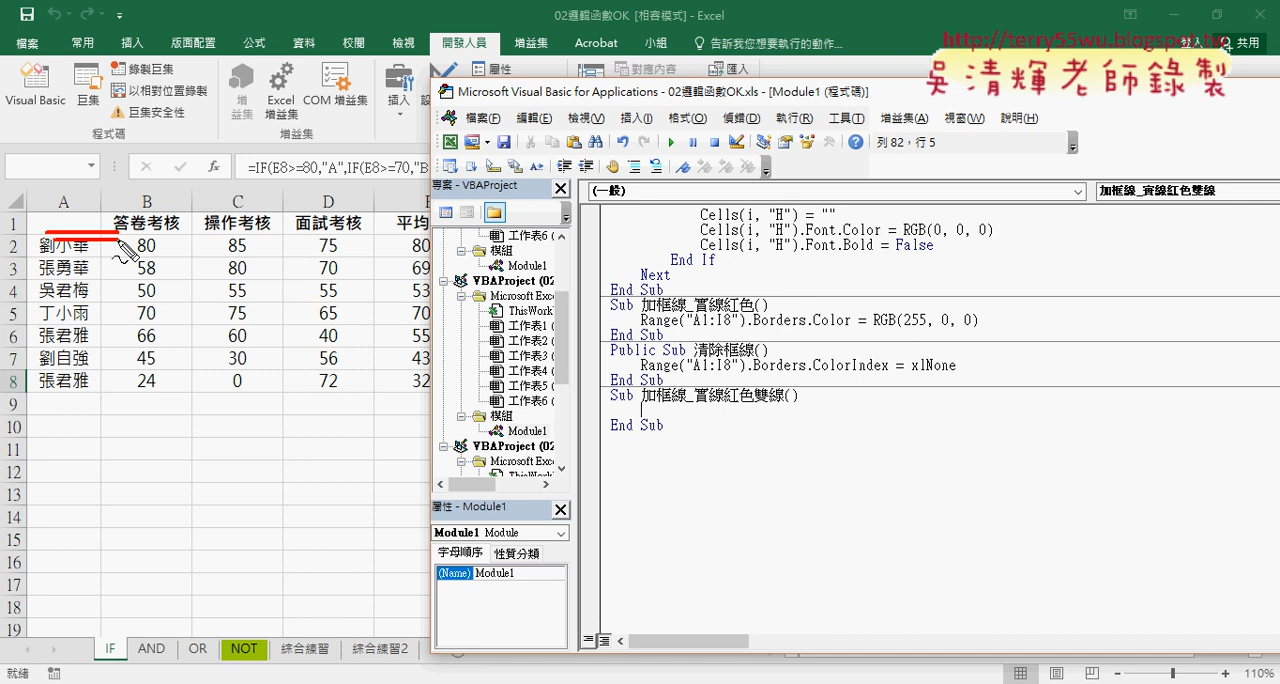 02邏輯函數OK [相容模式] - Excel
http://terry55wu.blogspot.tw
吳清輝老師錄製
檔案 常用 插入 版面配置 公式 資料 校閱 檢視 開發人員 增益集 Acrobat 小組 告訴我您想要執行的動作... 登入 共用
Visual Basic 巨集 錄製巨集 以相對位置錄製 巨集安全性 程式碼
增益集 Excel 增益集 COM 增益集 增益集
插入 屬性 對應內容 匯入
=IF(E8>=80,"A",IF(E8>=70,"B
A B C D
1 答卷考核 操作考核 面試考核 平均
2 劉小華 80 85 75 80
3 張勇華 58 80 70 69
4 吳君梅 50 55 55 53
5 丁小雨 70 75 65 70
6 張君雅 66 60 40 55
7 劉自強 45 30 56 43
8 張君雅 24 0 72 32
9
10
11
12
13
14
15
16
17
18
19
IF AND OR NOT 綜合練習 綜合練習2
就緒 110%
Microsoft Visual Basic for Applications - 02邏輯函數OK.xls - [Module1 (程式碼)]
檔案(F) 編輯(E) 檢視(V) 插入(I) 格式(O) 偵錯(D) 執行(R) 工具(T) 增益集(A) 視窗(W) 說明(H)
列 82，行 5
專案 - VBAProject
工作表6 (
模組
Module1
VBAProject (02
Microsoft Exce
ThisWork
工作表1 (
工作表2 (
工作表3 (
工作表4 (
工作表5 (
工作表6 (
模組
Module1
VBAProject (02
Microsoft Exce
屬性 - Module1
Module1 Module
字母順序 性質分類
(Name) Module1
(一般) 加框線_實線紅色雙線
Cells(i, "H") = ""
Cells(i, "H").Font.Color = RGB(0, 0, 0)
Cells(i, "H").Font.Bold = False
End If
Next
End Sub
Sub 加框線_實線紅色()
Range("A1:I8").Borders.Color = RGB(255, 0, 0)
End Sub
Public Sub 清除框線()
Range("A1:I8").Borders.ColorIndex = xlNone
End Sub
Sub 加框線_實線紅色雙線()
End Sub